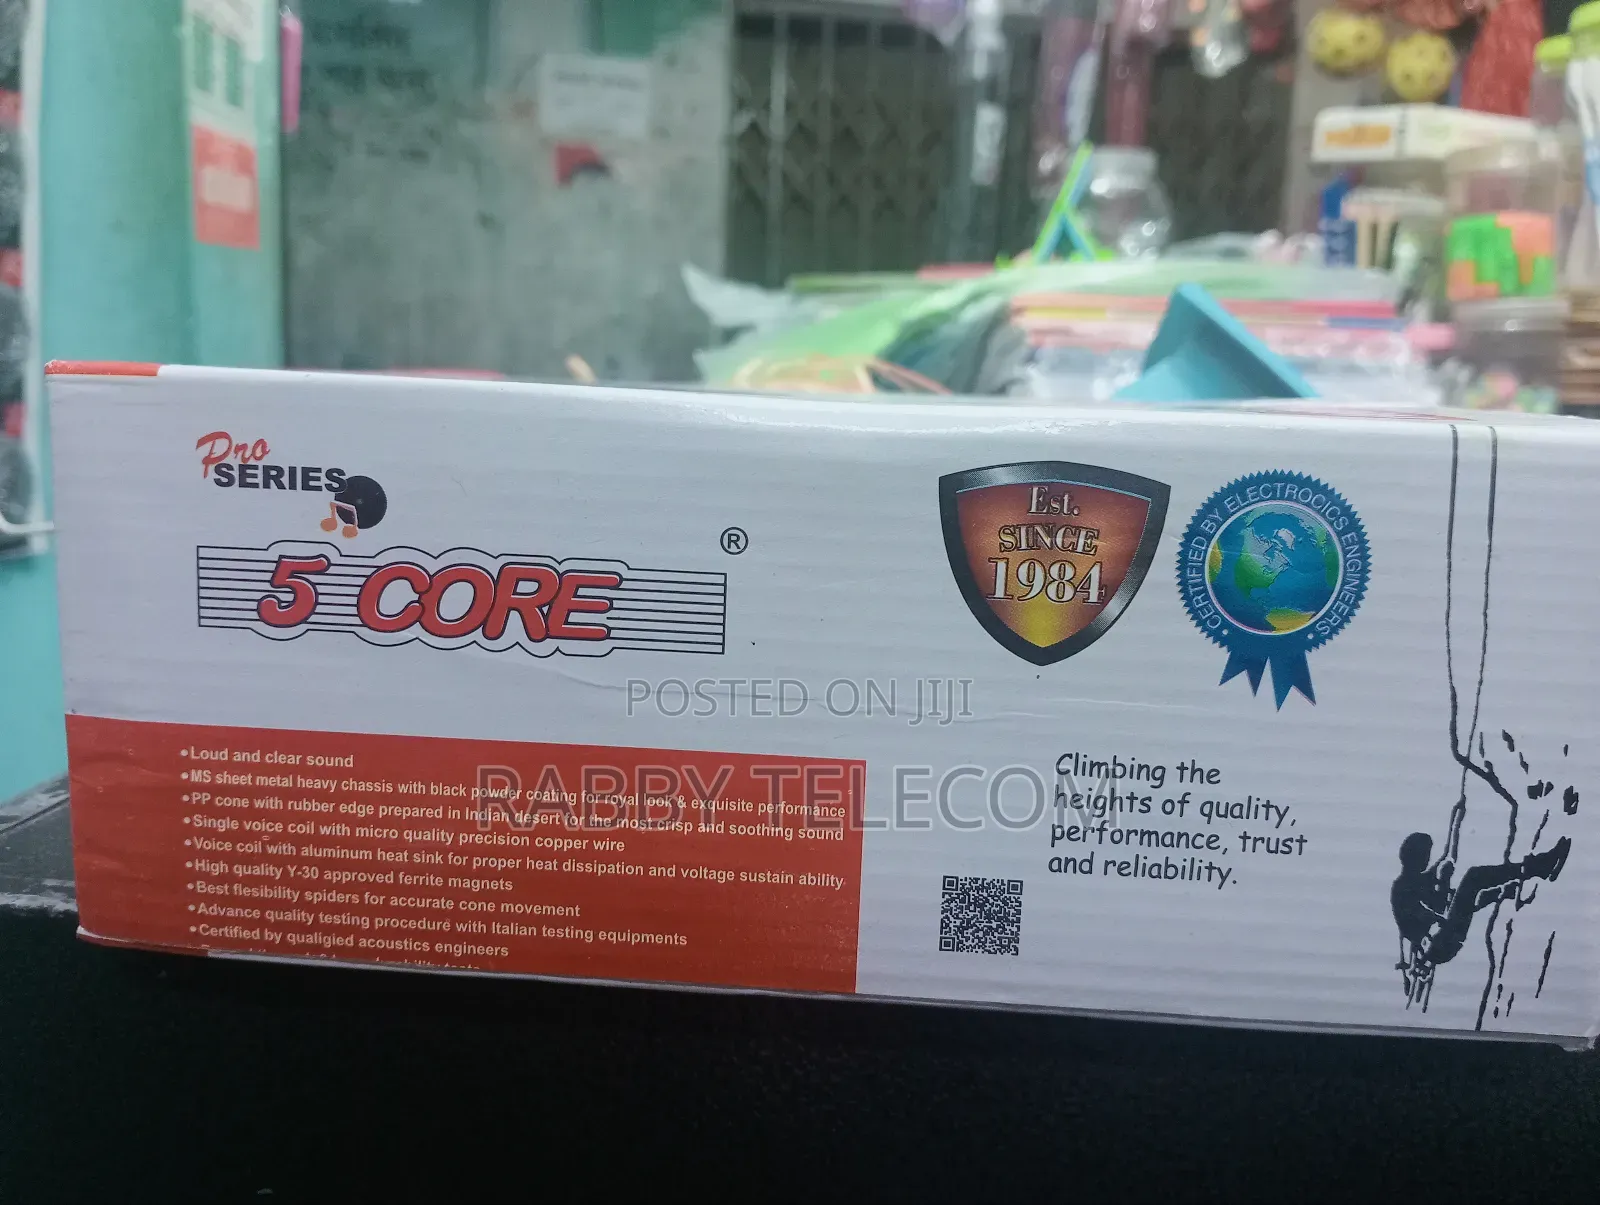 Pro
SERIES
5 CORE
®
Est.
SINCE
1984
CERTIFIED BY ELECTROCICS ENGINEERS
POSTED ON JIJI
RABBY TELECOM
•Loud and clear sound
•MS sheet metal heavy chassis with black powder coating for royal look & exquisite performance
•PP cone with rubber edge prepared in Indian desert for the most crisp and soothing sound
•Single voice coil with micro quality precision copper wire
•Voice coil with aluminum heat sink for proper heat dissipation and voltage sustain ability
•High quality Y-30 approved ferrite magnets
•Best flesibility spiders for accurate cone movement
•Advance quality testing procedure with Italian testing equipments
•Certified by qualigied acoustics engineers
Climbing the
heights of quality,
performance, trust
and reliability.